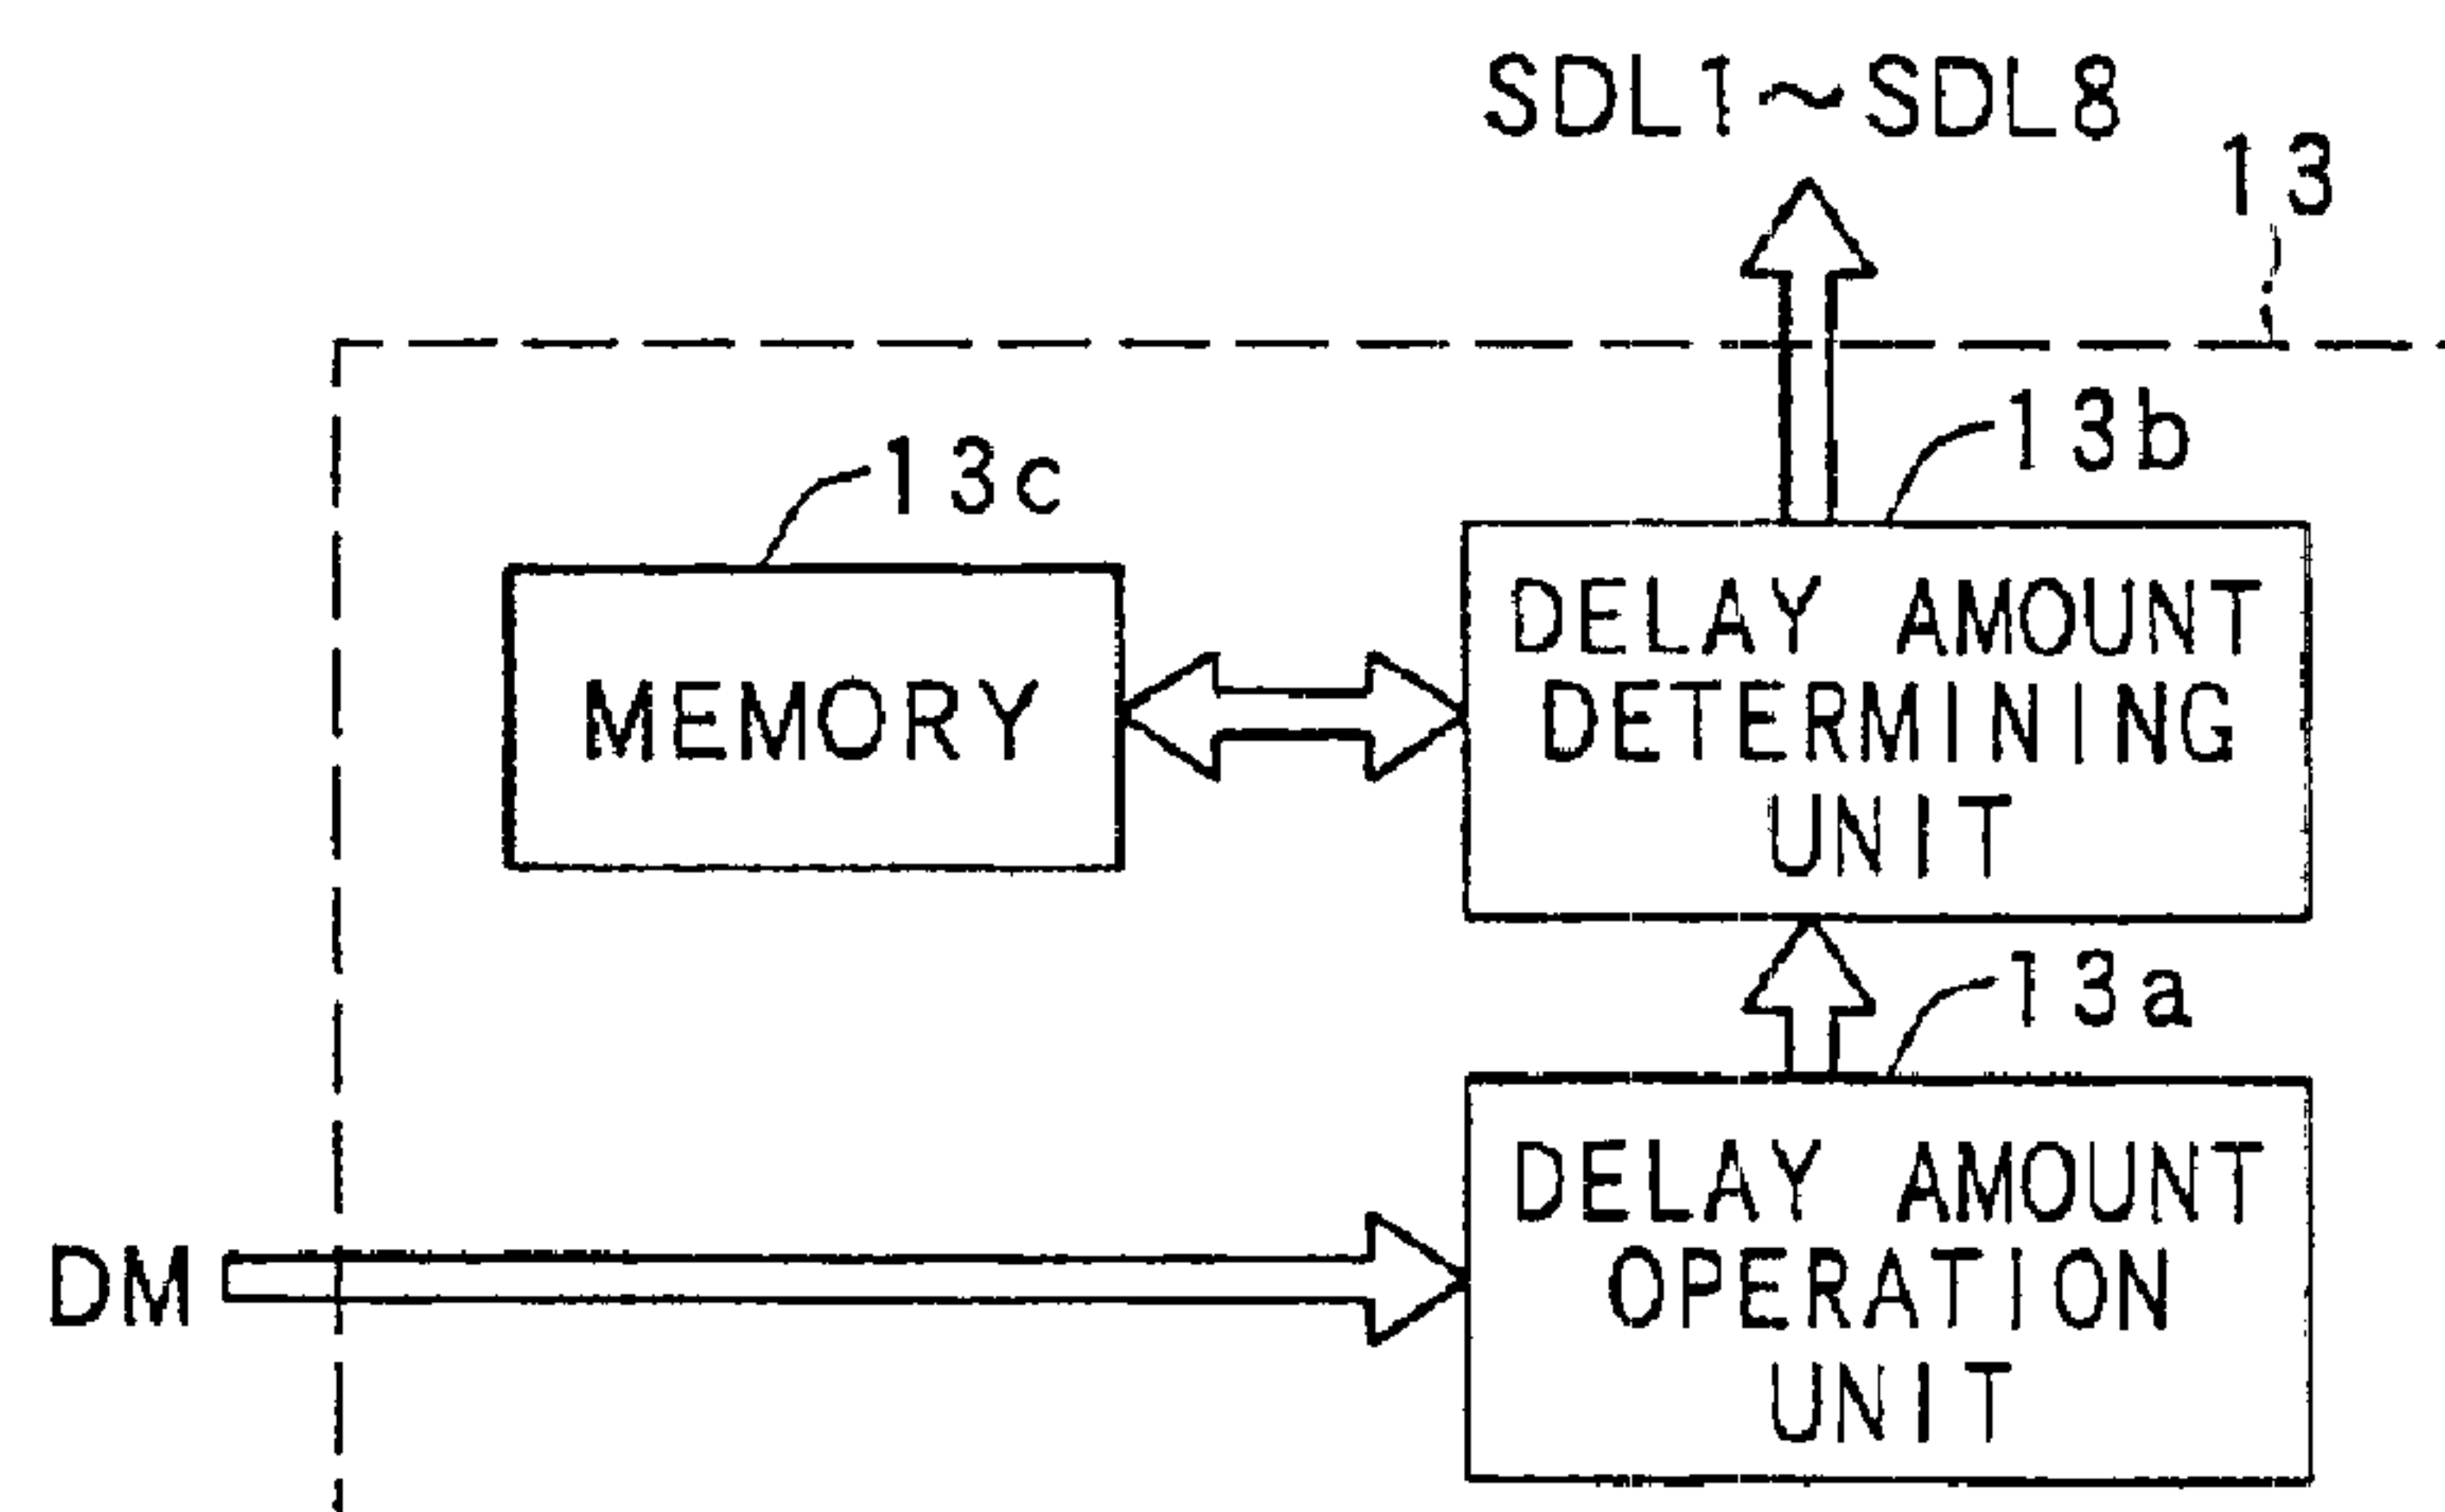 SDL1~SDL8
13
13b
13c
DELAY AMOUNT
DETERMINING
UNIT
MEMORY
13a
DELAY AMOUNT
OPERATION
UNIT
DM